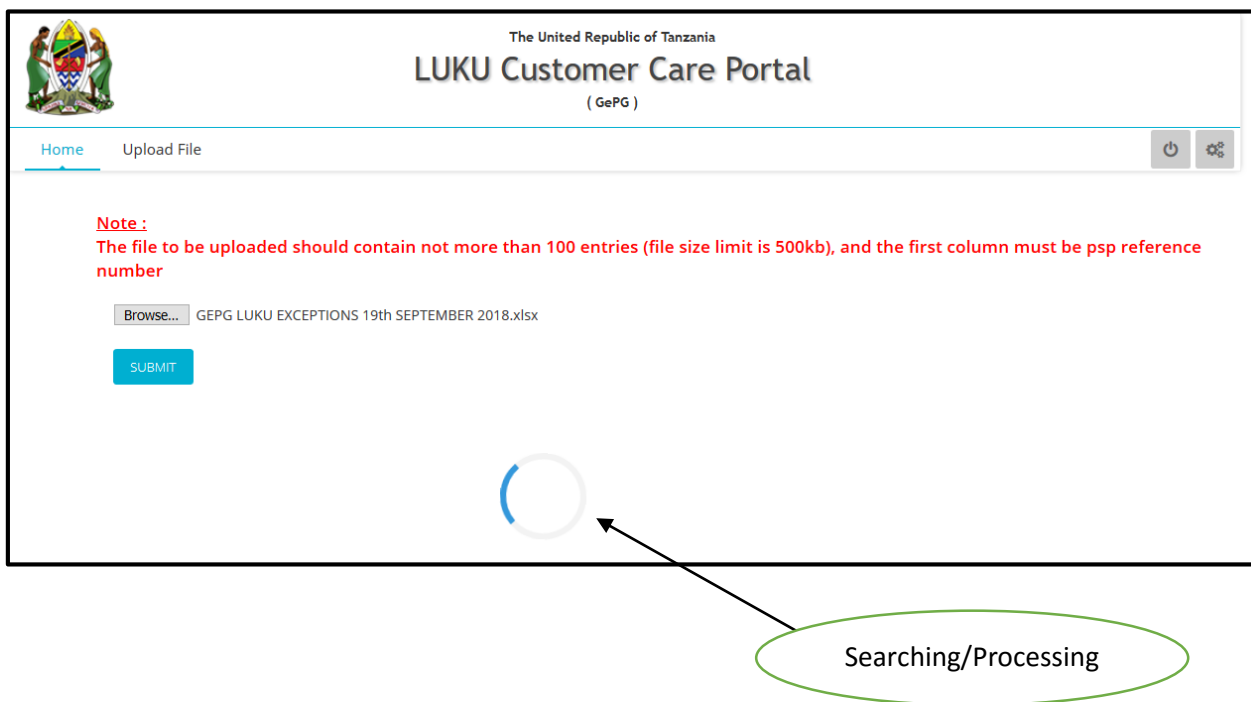 The United Republic of Tanzania
LUKU Customer Care Portal
( GePG )
Home Upload File
Note :
The file to be uploaded should contain not more than 100 entries (file size limit is 500kb), and the first column must be psp reference
number
Browse... GEPG LUKU EXCEPTIONS 19th SEPTEMBER 2018.xlsx
SUBMIT
Searching/Processing